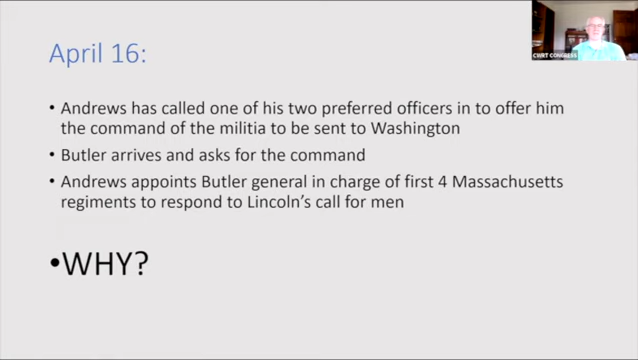 April 16:
CURT CONGREVE
• Andrews has called one of his two preferred officers in to offer him
the command of the militia to be sent to Washington
• Butler arrives and asks for the command
• Andrews appoints Butler general in charge of first 4 Massachusetts
regiments to respond to Lincoln's call for men
•WHY?